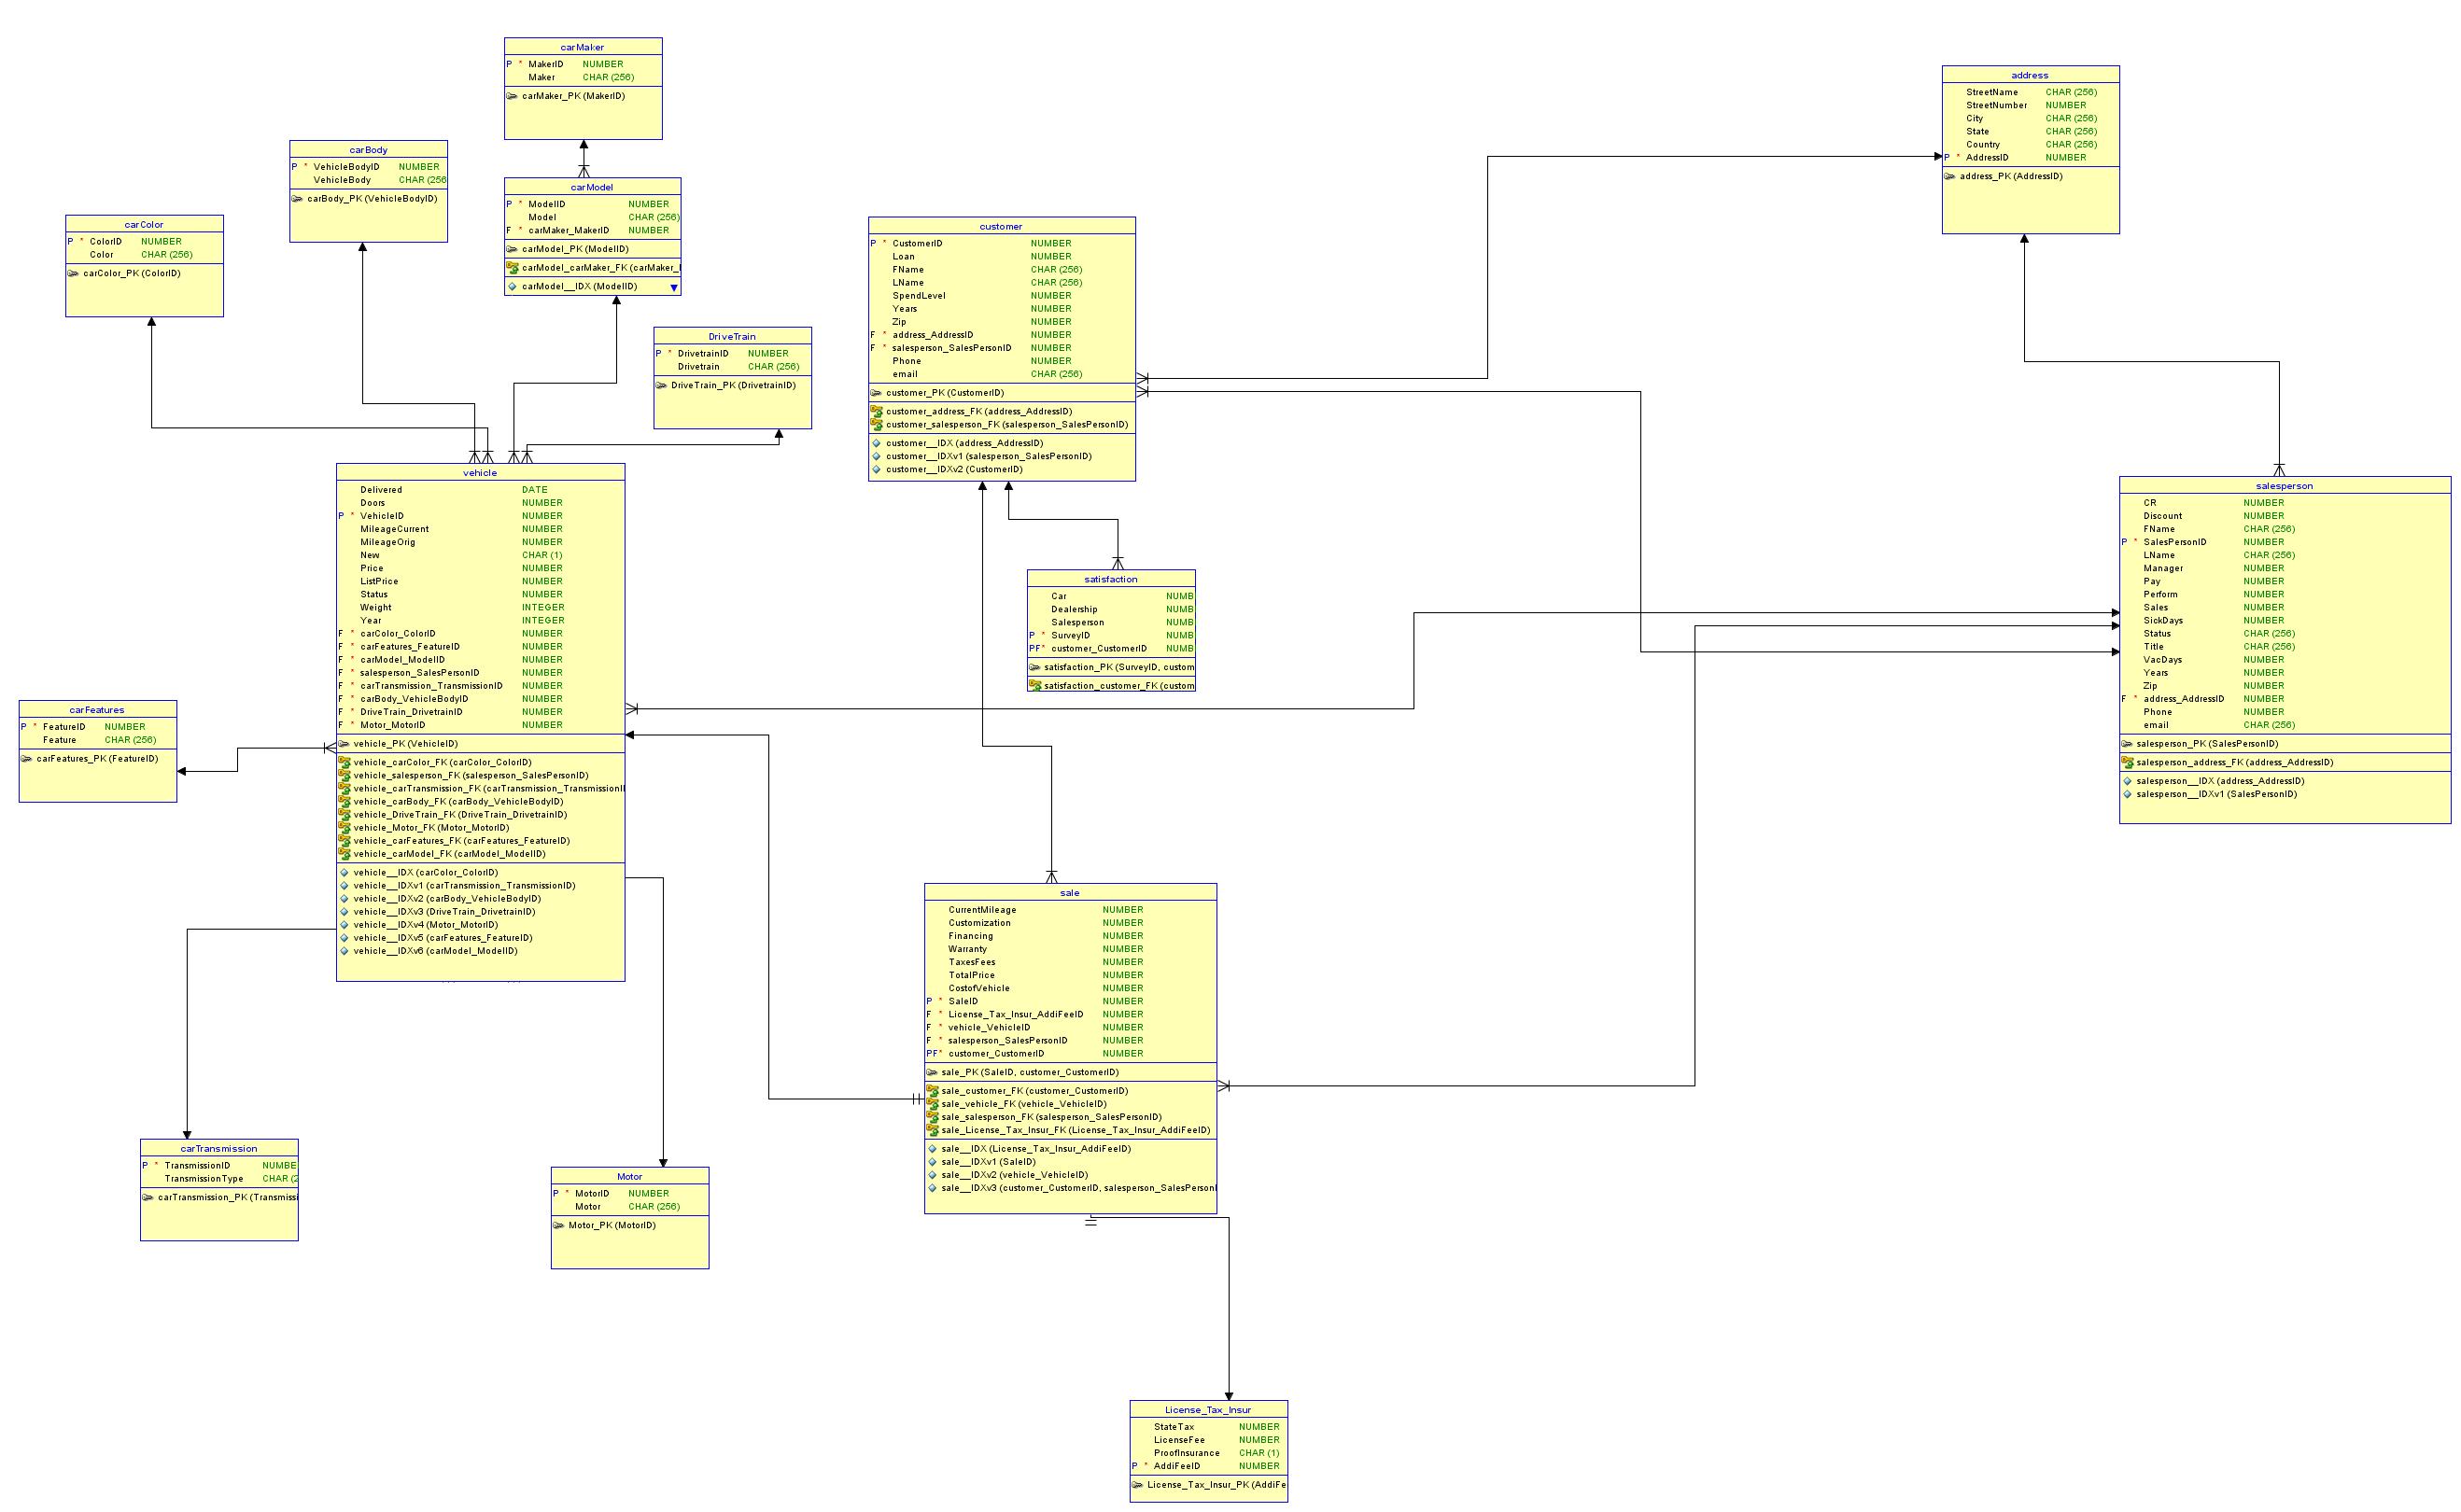 carMaker
P * MakerID NUMBER
Maker CHAR (256)
carMaker_PK (MakerID)
carBody
P * VehicleBodyID NUMBER
VehicleBody CHAR (256
carBody_PK (VehicleBodyID)
carModel
P * ModelID NUMBER
Model CHAR (256)
F * carMaker_MakerID NUMBER
carModel_PK (ModelID)
carModel_carMaker_FK (carMaker_
carModel__IDX (ModelID)
carColor
P * ColorID NUMBER
Color CHAR (256)
carColor_PK (ColorID)
DriveTrain
P * DrivetrainID NUMBER
Drivetrain CHAR (256)
DriveTrain_PK (DrivetrainID)
customer
P * CustomerID NUMBER
Loan NUMBER
FName CHAR (256)
LName CHAR (256)
SpendLevel NUMBER
Years NUMBER
Zip NUMBER
F * address_AddressID NUMBER
F * salesperson_SalesPersonID NUMBER
Phone NUMBER
email CHAR (256)
customer_PK (CustomerID)
customer_address_FK (address_AddressID)
customer_salesperson_FK (salesperson_SalesPersonID)
customer__IDX (address_AddressID)
customer__IDXv1 (salesperson_SalesPersonID)
customer__IDXv2 (CustomerID)
address
StreetName CHAR (256)
StreetNumber NUMBER
City CHAR (256)
State CHAR (256)
Country CHAR (256)
P * AddressID NUMBER
address_PK (AddressID)
vehicle
Delivered DATE
Doors NUMBER
P * VehicleID NUMBER
MileageCurrent NUMBER
MileageOrig NUMBER
New CHAR (1)
Price NUMBER
ListPrice NUMBER
Status NUMBER
Weight INTEGER
Year INTEGER
F * carColor_ColorID NUMBER
F * carFeatures_FeatureID NUMBER
F * carModel_ModelID NUMBER
F * salesperson_SalesPersonID NUMBER
F * carTransmission_TransmissionID NUMBER
F * carBody_VehicleBodyID NUMBER
F * DriveTrain_DrivetrainID NUMBER
F * Motor_MotorID NUMBER
vehicle_PK (VehicleID)
vehicle_carColor_FK (carColor_ColorID)
vehicle_salesperson_FK (salesperson_SalesPersonID)
vehicle_carTransmission_FK (carTransmission_Transmission
vehicle_carBody_FK (carBody_VehicleBodyID)
vehicle_DriveTrain_FK (DriveTrain_DrivetrainID)
vehicle_Motor_FK (Motor_MotorID)
vehicle_carFeatures_FK (carFeatures_FeatureID)
vehicle_carModel_FK (carModel_ModelID)
vehicle__IDX (carColor_ColorID)
vehicle__IDXv1 (carTransmission_TransmissionID)
vehicle__IDXv2 (carBody_VehicleBodyID)
vehicle__IDXv3 (DriveTrain_DrivetrainID)
vehicle__IDXv4 (Motor_MotorID)
vehicle__IDXv5 (carFeatures_FeatureID)
vehicle__IDXv6 (carModel_ModelID)
satisfaction
Car NUMB
Dealership NUMB
Salesperson NUMB
P * SurveyID NUMB
PF* customer_CustomerID NUMB
satisfaction_PK (SurveyID, custom
satisfaction_customer_FK (custom
salesperson
CR NUMBER
Discount NUMBER
FName CHAR (256)
P * SalesPersonID NUMBER
LName CHAR (256)
Manager NUMBER
Pay NUMBER
Perform NUMBER
Sales NUMBER
SickDays NUMBER
Status CHAR (256)
Title CHAR (256)
VacDays NUMBER
Years NUMBER
Zip NUMBER
F * address_AddressID NUMBER
Phone NUMBER
email CHAR (256)
salesperson_PK (SalesPersonID)
salesperson_address_FK (address_AddressID)
salesperson__IDX (address_AddressID)
salesperson__IDXv1 (SalesPersonID)
carFeatures
P * FeatureID NUMBER
Feature CHAR (256)
carFeatures_PK (FeatureID)
sale
CurrentMileage NUMBER
Customization NUMBER
Financing NUMBER
Warranty NUMBER
TaxesFees NUMBER
TotalPrice NUMBER
CostofVehicle NUMBER
P * SaleID NUMBER
F * License_Tax_Insur_AddiFeeID NUMBER
F * vehicle_VehicleID NUMBER
F * salesperson_SalesPersonID NUMBER
PF* customer_CustomerID NUMBER
sale_PK (SaleID, customer_CustomerID)
sale_customer_FK (customer_CustomerID)
sale_vehicle_FK (vehicle_VehicleID)
sale_salesperson_FK (salesperson_SalesPersonID)
sale_License_Tax_Insur_FK (License_Tax_Insur_AddiFeeID)
sale__IDX (License_Tax_Insur_AddiFeeID)
sale__IDXv1 (SaleID)
sale__IDXv2 (vehicle_VehicleID)
sale__IDXv3 (customer_CustomerID, salesperson_SalesPerson
carTransmission
P * TransmissionID NUMBE
TransmissionType CHAR (2
carTransmission_PK (Transmissi
Motor
P * MotorID NUMBER
Motor CHAR (256)
Motor_PK (MotorID)
License_Tax_Insur
StateTax NUMBER
LicenseFee NUMBER
ProofInsurance CHAR (1)
P * AddiFeeID NUMBER
License_Tax_Insur_PK (AddiFe